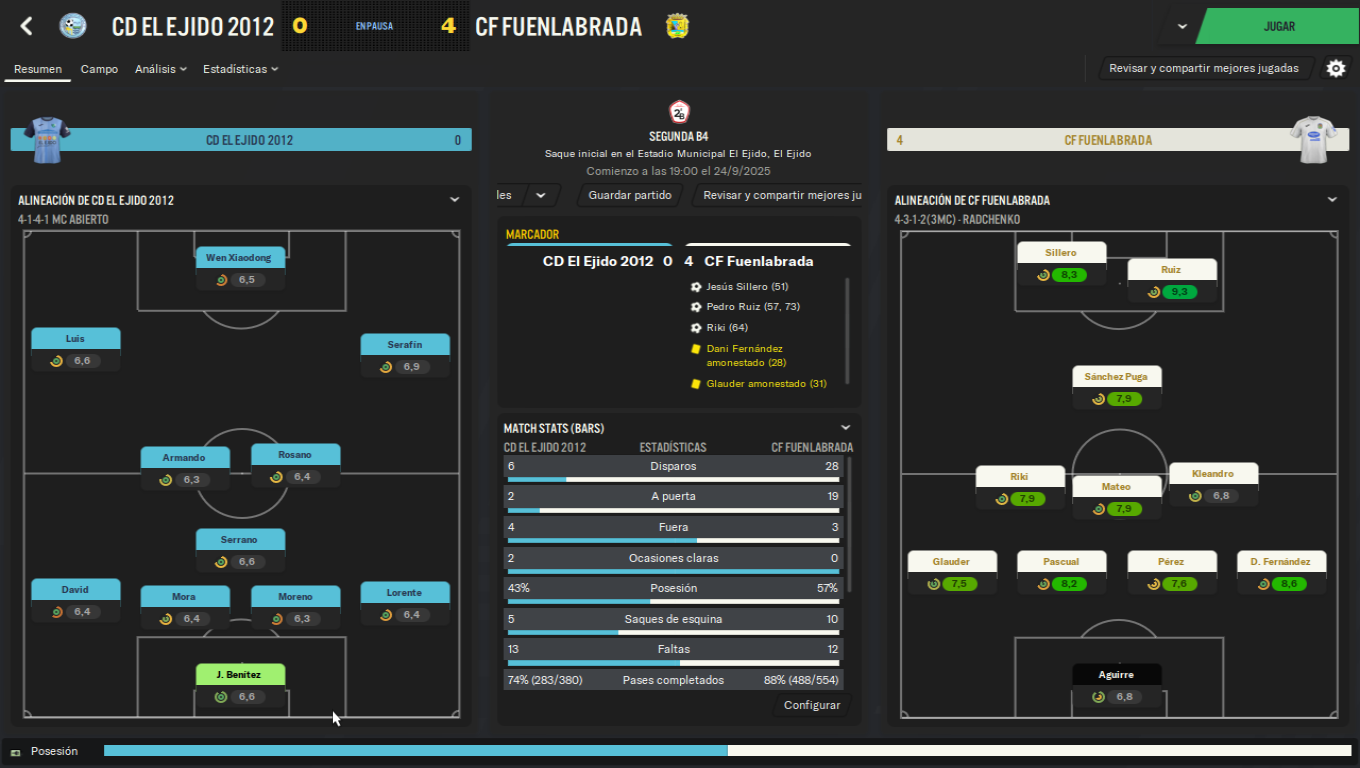 CD EL EJIDO 2012
0
EN PAUSA
4
CF FUENLABRADA
JUGAR
Resumen
Campo
Análisis
Estadísticas
Revisar y compartir mejores jugadas
CD EL EJIDO 2012
0
2ªB
SEGUNDA B4
Saque inicial en el Estadio Municipal El Ejido, El Ejido
Comienzo a las 19:00 el 24/9/2025
4
CF FUENLABRADA
les
Guardar partido
Revisar y compartir mejores ju
ALINEACIÓN DE CD EL EJIDO 2012
4-1-4-1 MC ABIERTO
Wen Xiaodong
6,5
Luis
6,6
Serafín
6,9
Armando
6,3
Rosano
6,4
Serrano
6,6
David
6,4
Mora
6,4
Moreno
6,3
Lorente
6,4
J. Benitez
6,6
MARCADOR
CD El Ejido 2012 0 4 CF Fuenlabrada
Jesús Sillero (51)
Pedro Ruiz (57, 73)
Riki (64)
Dani Fernández
amonestado (28)
Glauder amonestado (31)
MATCH STATS (BARS)
CD EL EJIDO 2012 ESTADÍSTICAS CF FUENLABRADA
6 Disparos 28
2 A puerta 19
4 Fuera 3
2 Ocasiones claras 0
43% Posesión 57%
5 Saques de esquina 10
13 Faltas 12
74% (283/380) Pases completados 88% (488/554)
Configurar
ALINEACIÓN DE CF FUENLABRADA
4-3-1-2 (3MC) - RADCHENKO
Sillero
8,3
Ruiz
9,3
Sánchez Puga
7,9
Riki
7,9
Mateo
7,9
Kleandro
6,8
Glauder
7,5
Pascual
8,2
Pérez
7,6
D. Fernández
8,6
Aguirre
6,8
Posesión